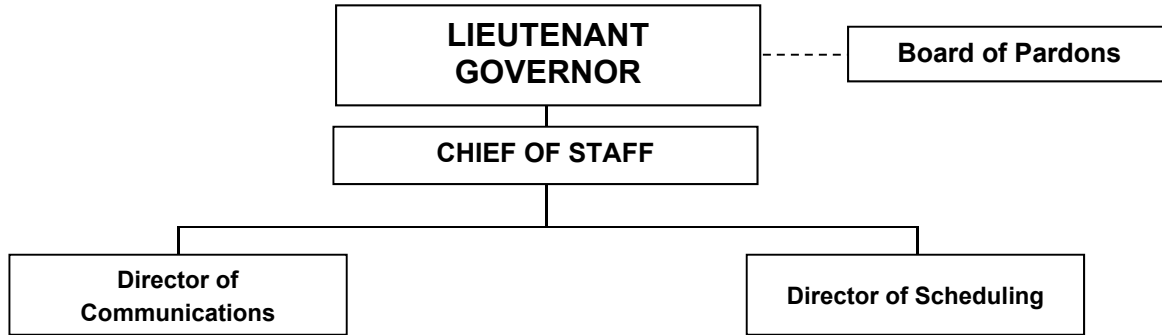 LIEUTENANT
GOVERNOR
Board of Pardons
CHIEF OF STAFF
Director of
Communications
Director of Scheduling